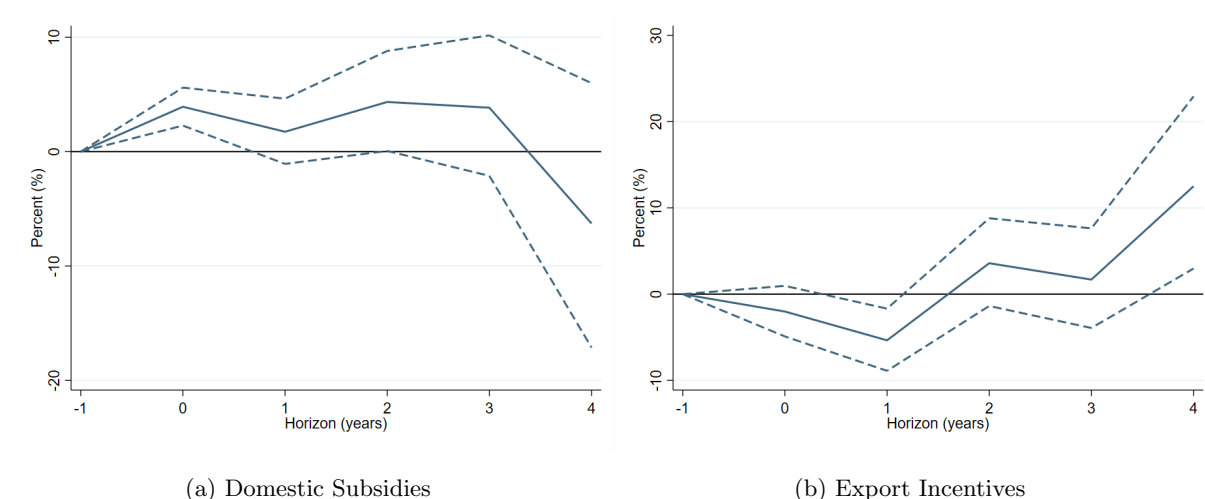 10
0
-10
-20
Percent (%)
-1 0 1 2 3 4
Horizon (years)
(a) Domestic Subsidies
30
20
10
0
-10
Percent (%)
-1 0 1 2 3 4
Horizon (years)
(b) Export Incentives